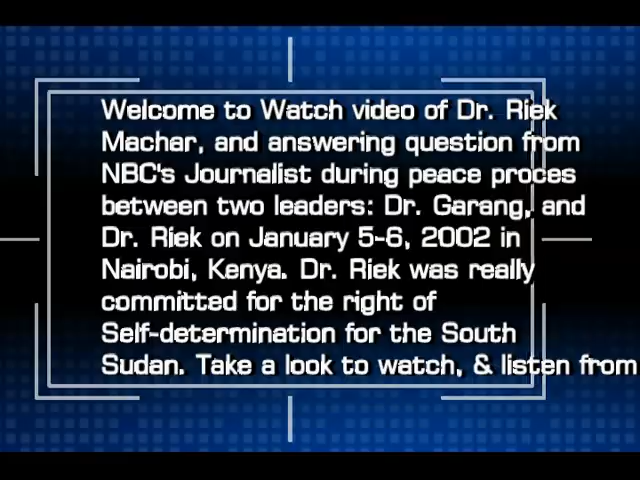 Welcome to Watch video of Dr. Riek
Machar, and answering question from
NBC's Journalist during peace proces
between two leaders: Dr. Garang, and
Dr. Riek on January 5-6, 2002 in
Nairobi, Kenya. Dr. Riek was really
committed for the right of
Self-determination for the South
Sudan. Take a look to watch, & listen from